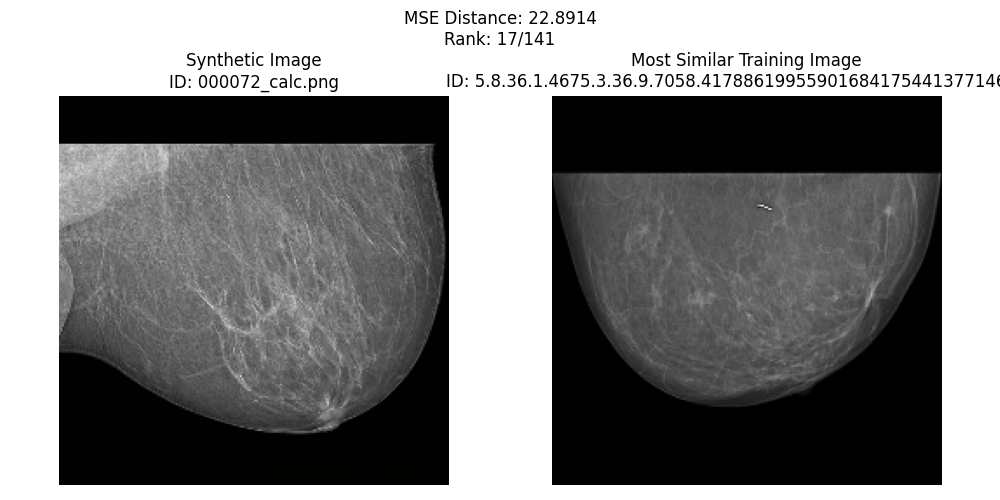 MSE Distance: 22.8914
Rank: 17/141
Synthetic Image
ID: 000072_calc.png
Most Similar Training Image
ID: 5.8.36.1.4675.3.36.9.7058.41788619955901684175441377146